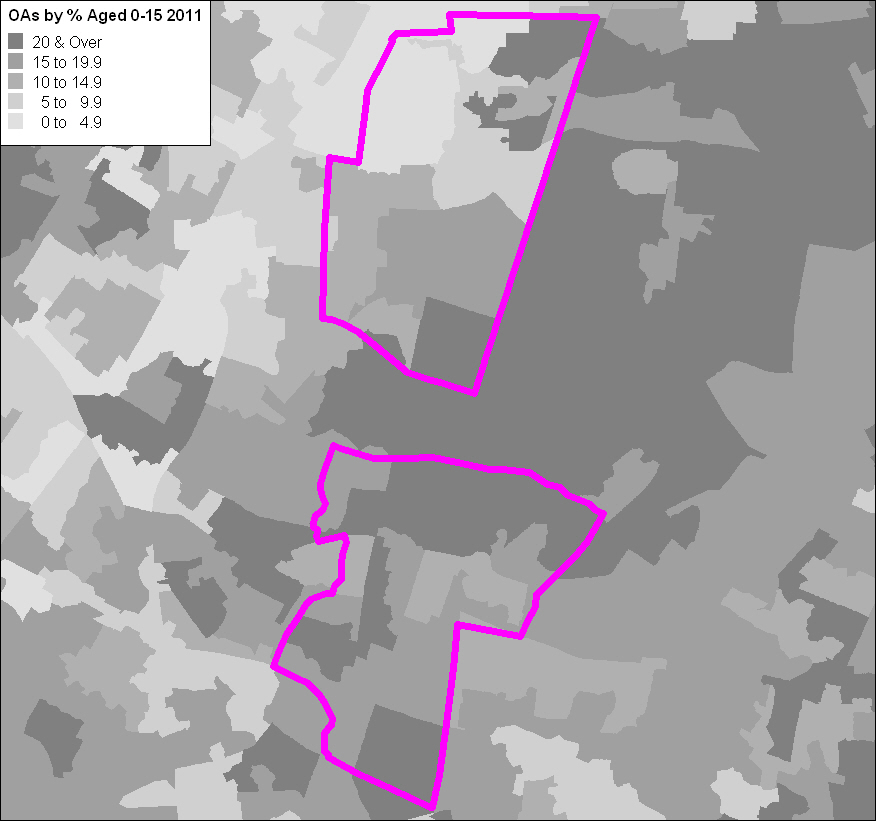 OAs by % Aged 0-15 2011
20 & Over
15 to 19.9
10 to 14.9
5 to 9.9
0 to 4.9